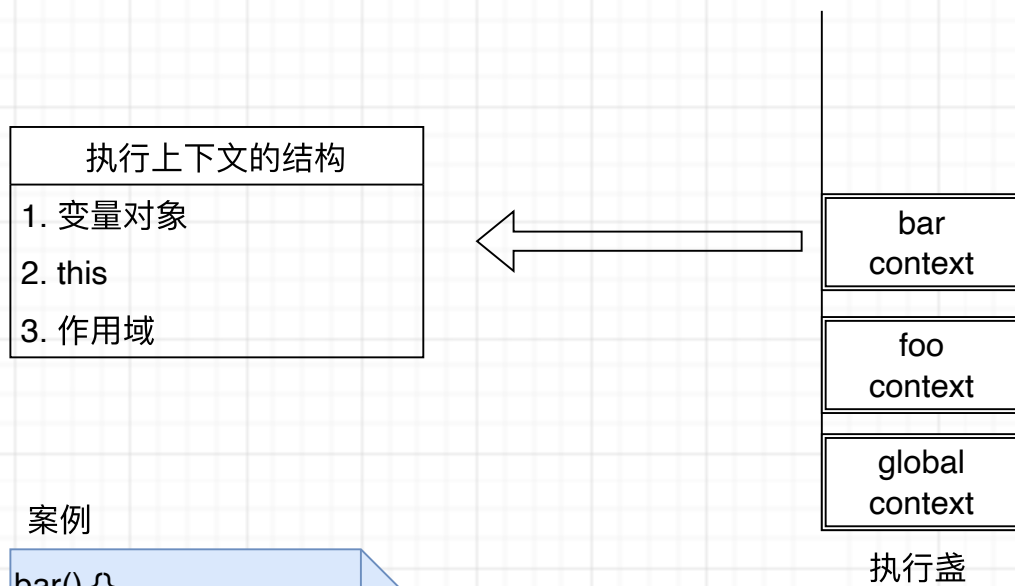 执行上下文的结构
1. 变量对象
2. this
3. 作用域
bar
context
foo
context
global
context
执行盏
案例
bar() {}